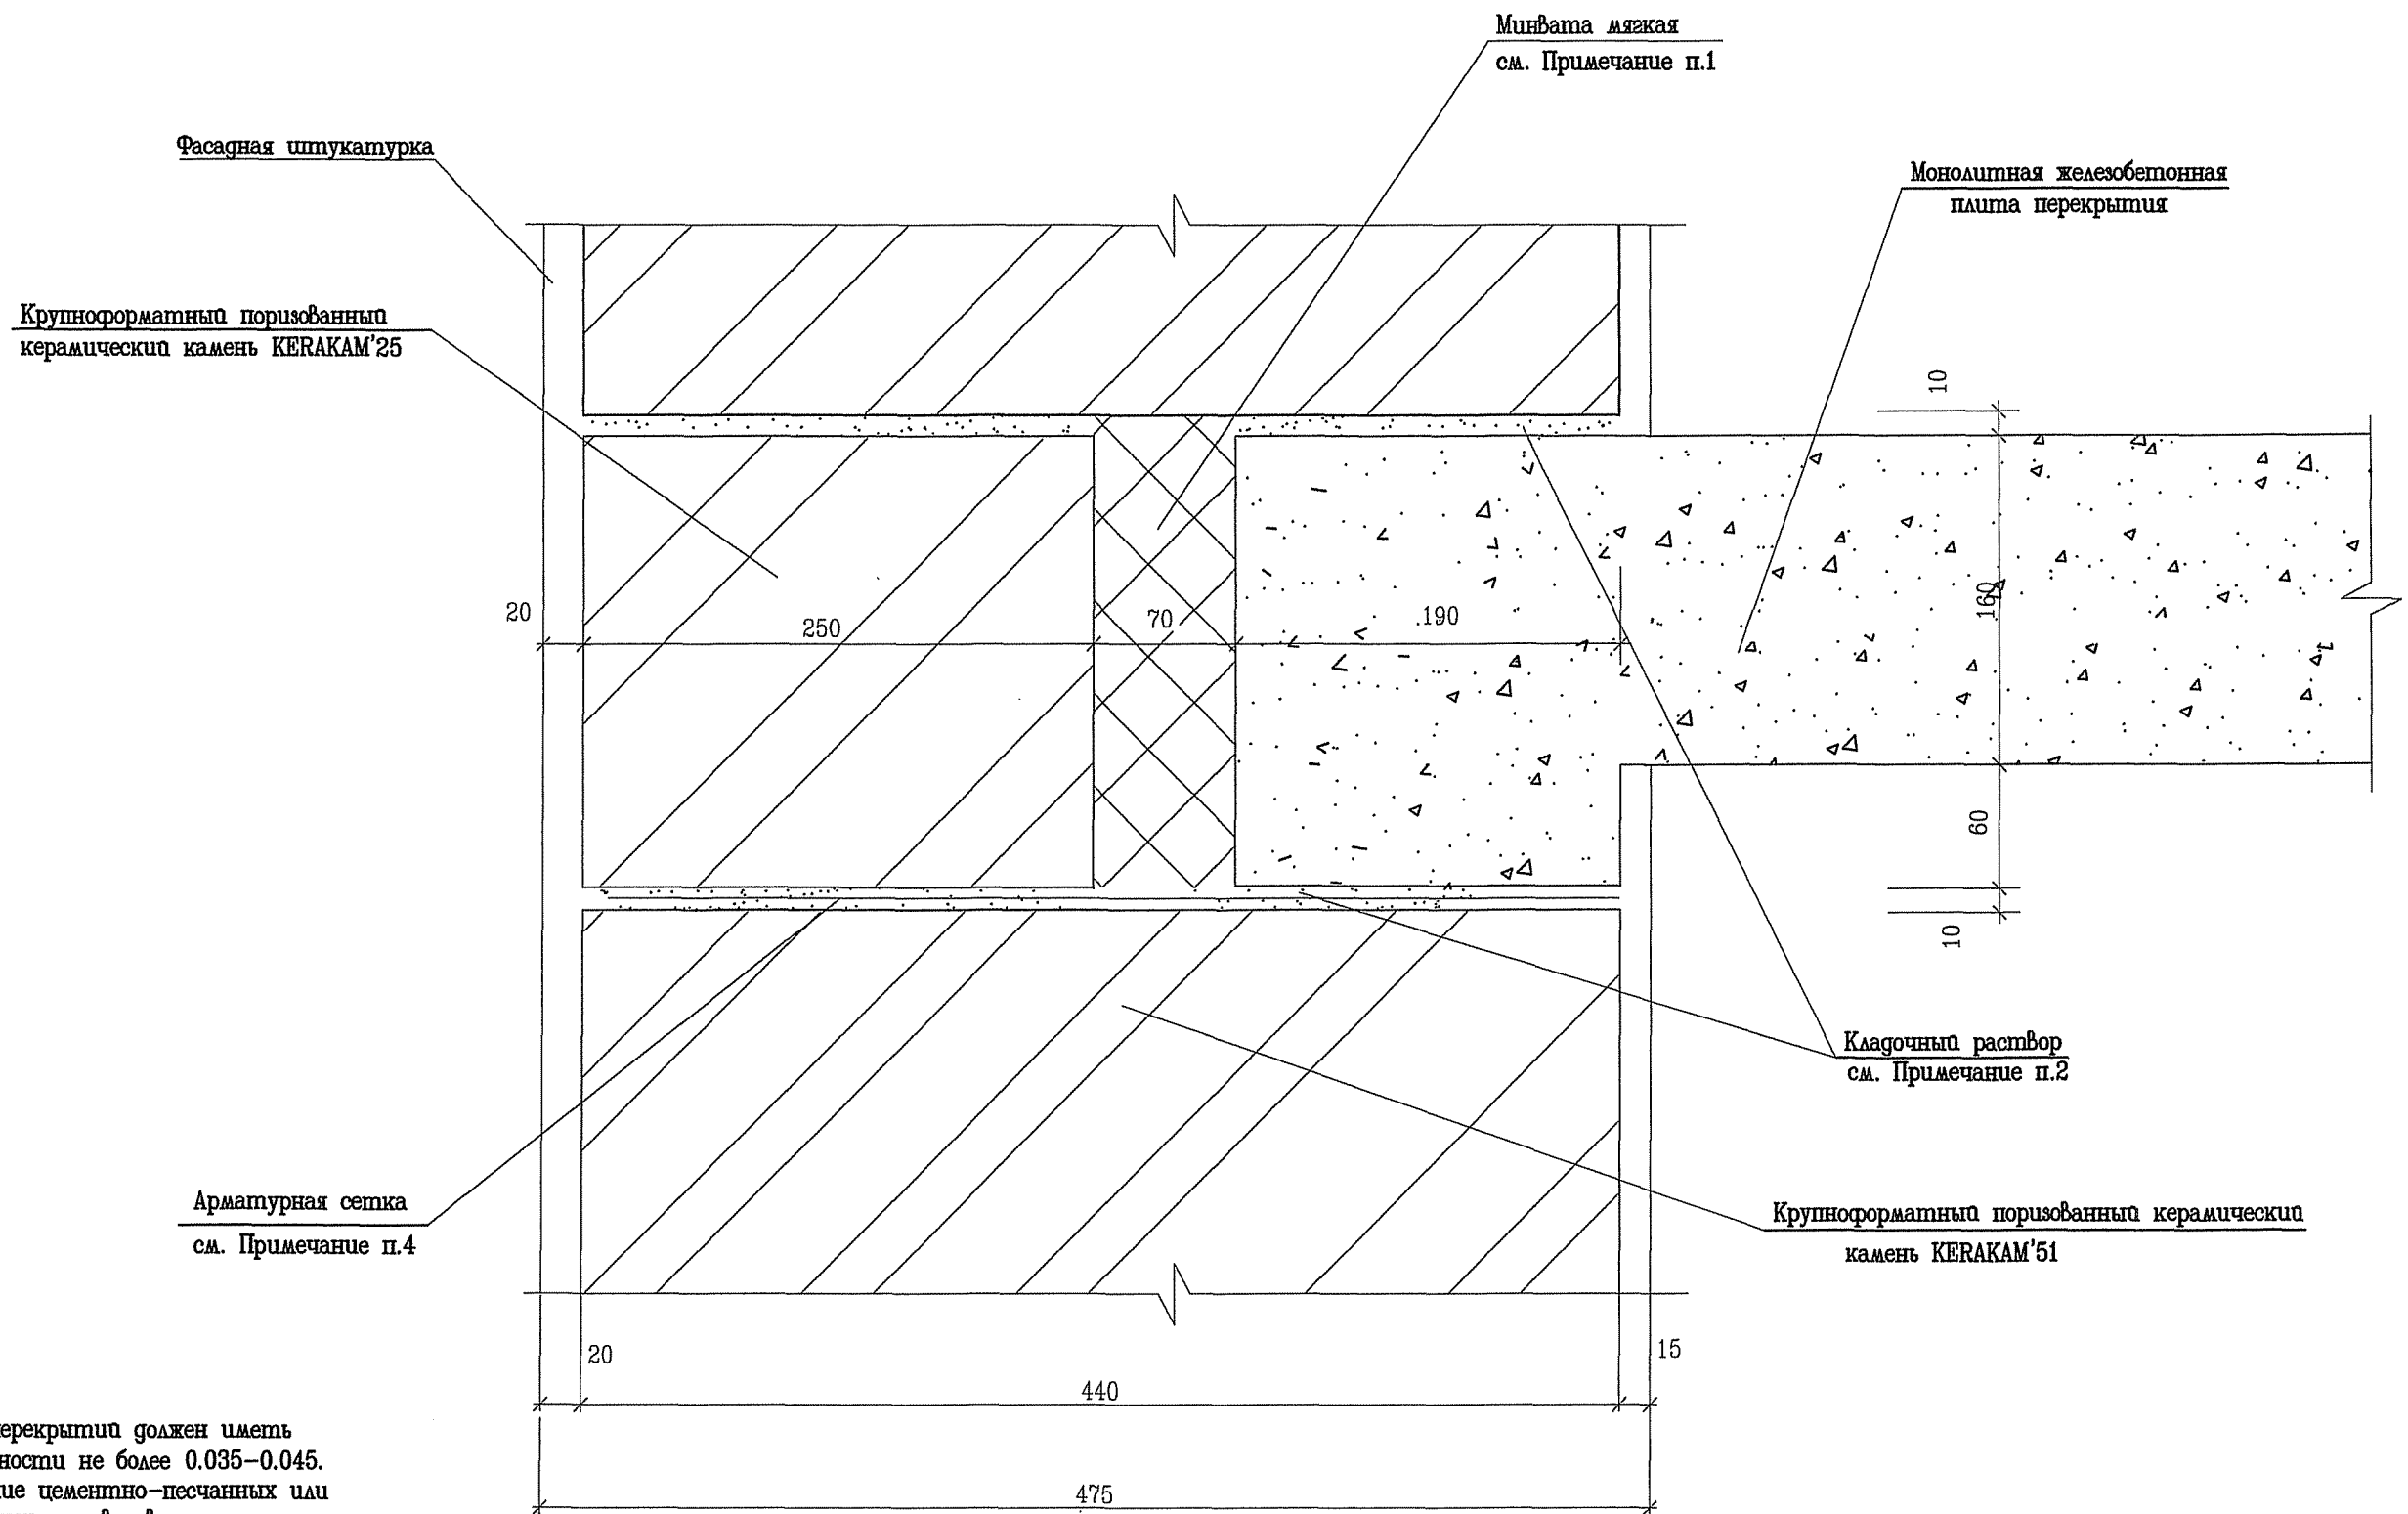 Минвата мягкая
см. Примечание п.1
Фасадная штукатурка
Монолитная железобетонная
плита перекрытия
Крупноформатный поризованный
керамический камень KERAKAM'25
10
20
250
70
190
160
60
10
Кладочный раствор
см. Примечание п.2
Арматурная сетка
см. Примечание п.4
Крупноформатный поризованный керамический
камень KERAKAM'51
20
15
440
475
ерекрытий должен иметь
ности не более 0.035-0.045.
ие цементно-песчанных или